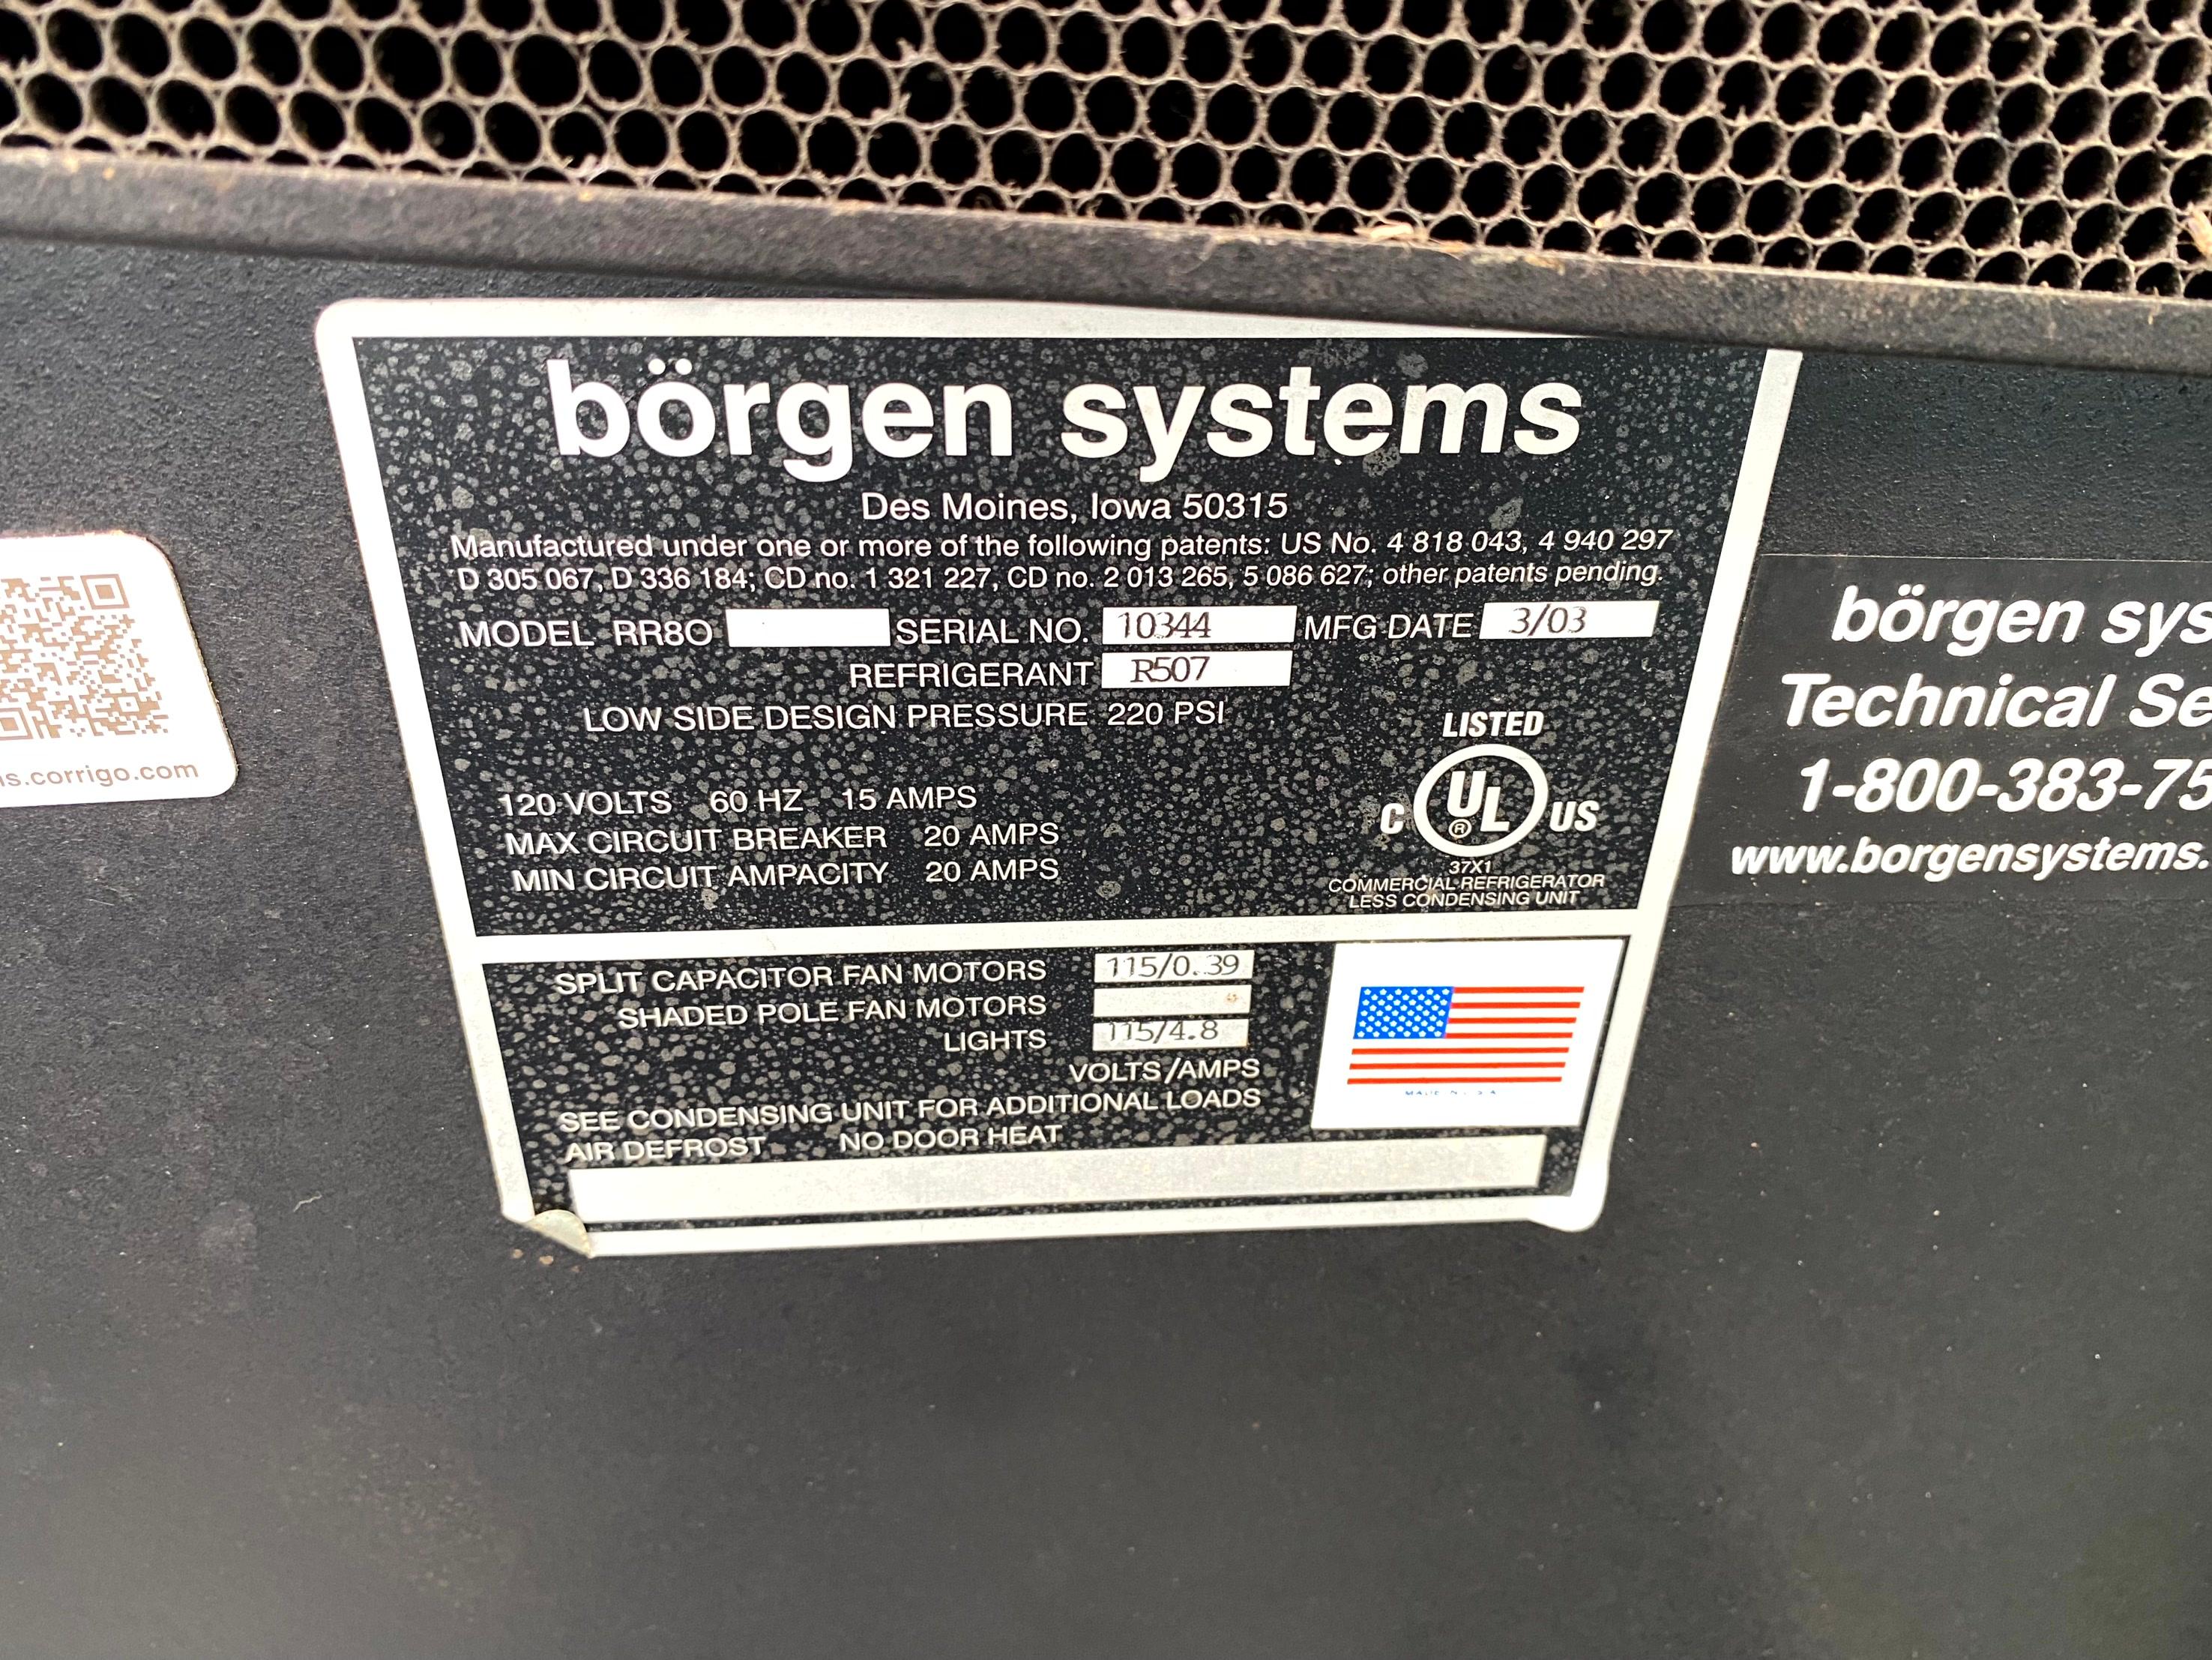 börgen systems
Des Moines, Iowa 50315
Manufactured under one or more of the following patents: US No. 4 818 043, 4 940 297
D 305 067, D 336 184; CD no. 1 321 227, CD no. 2 013 265, 5 086 627; other patents pending.
MODEL RR80 SERIAL NO. 10344 MFG DATE 3/03
REFRIGERANT R507
LOW SIDE DESIGN PRESSURE 220 PSI
120 VOLTS 60 HZ 15 AMPS
MAX CIRCUIT BREAKER 20 AMPS
MIN CIRCUIT AMPACITY 20 AMPS
LISTED
C UL ® US
37X1
COMMERCIAL REFRIGERATOR
LESS CONDENSING UNIT
SPLIT CAPACITOR FAN MOTORS 115/0.39
SHADED POLE FAN MOTORS
LIGHTS 115/4.8
VOLTS/AMPS
SEE CONDENSING UNIT FOR ADDITIONAL LOADS
AIR DEFROST NO DOOR HEAT
s.corrigo.com
börgen sys
Technical Se
1-800-383-75
www.borgensystems.